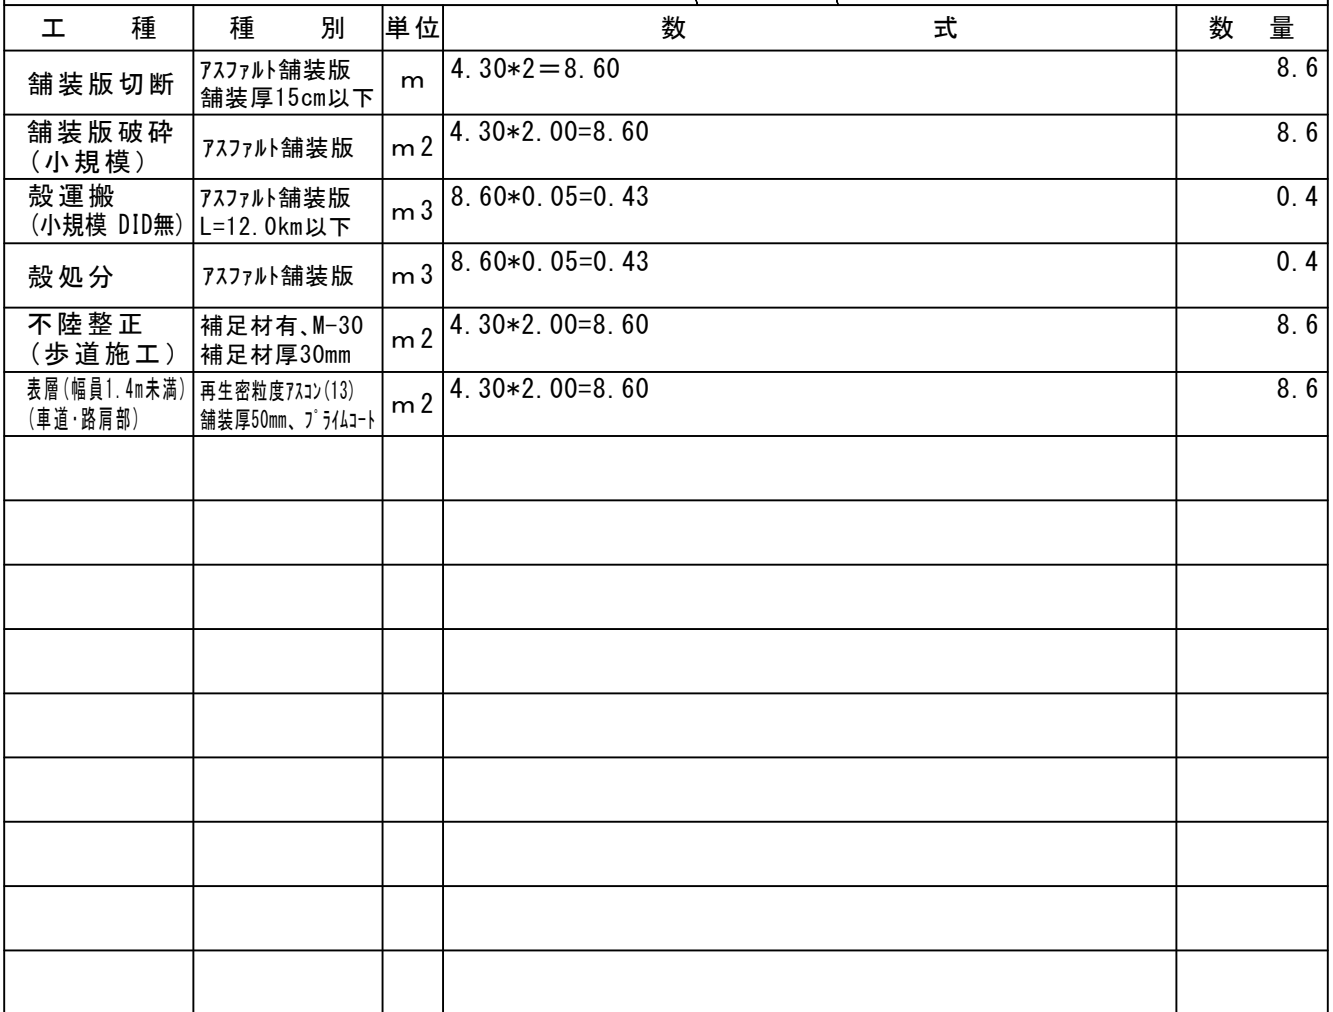 工　種 種　別 単位 数　式 数　量
舗装版切断 ｱｽﾌｧﾙﾄ舗装版 m 4.30*2＝8.60 8.6
舗装厚15cm以下
舗装版破砕 ｱｽﾌｧﾙﾄ舗装版 m2 4.30*2.00=8.60 8.6
(小規模)
殻運搬 ｱｽﾌｧﾙﾄ舗装版 m3 8.60*0.05=0.43 0.4
(小規模 DID無) L=12.0km以下
殻処分 ｱｽﾌｧﾙﾄ舗装版 m3 8.60*0.05=0.43 0.4
不陸整正 補足材有、M-30 m2 4.30*2.00=8.60 8.6
(歩道施工) 補足材厚30mm
表層(幅員1.4m未満) 再生密粒度ｱｽｺﾝ(13) m2 4.30*2.00=8.60 8.6
(車道･路肩部) 舗装厚50mm、ﾌﾟﾗｲﾑｺｰﾄ